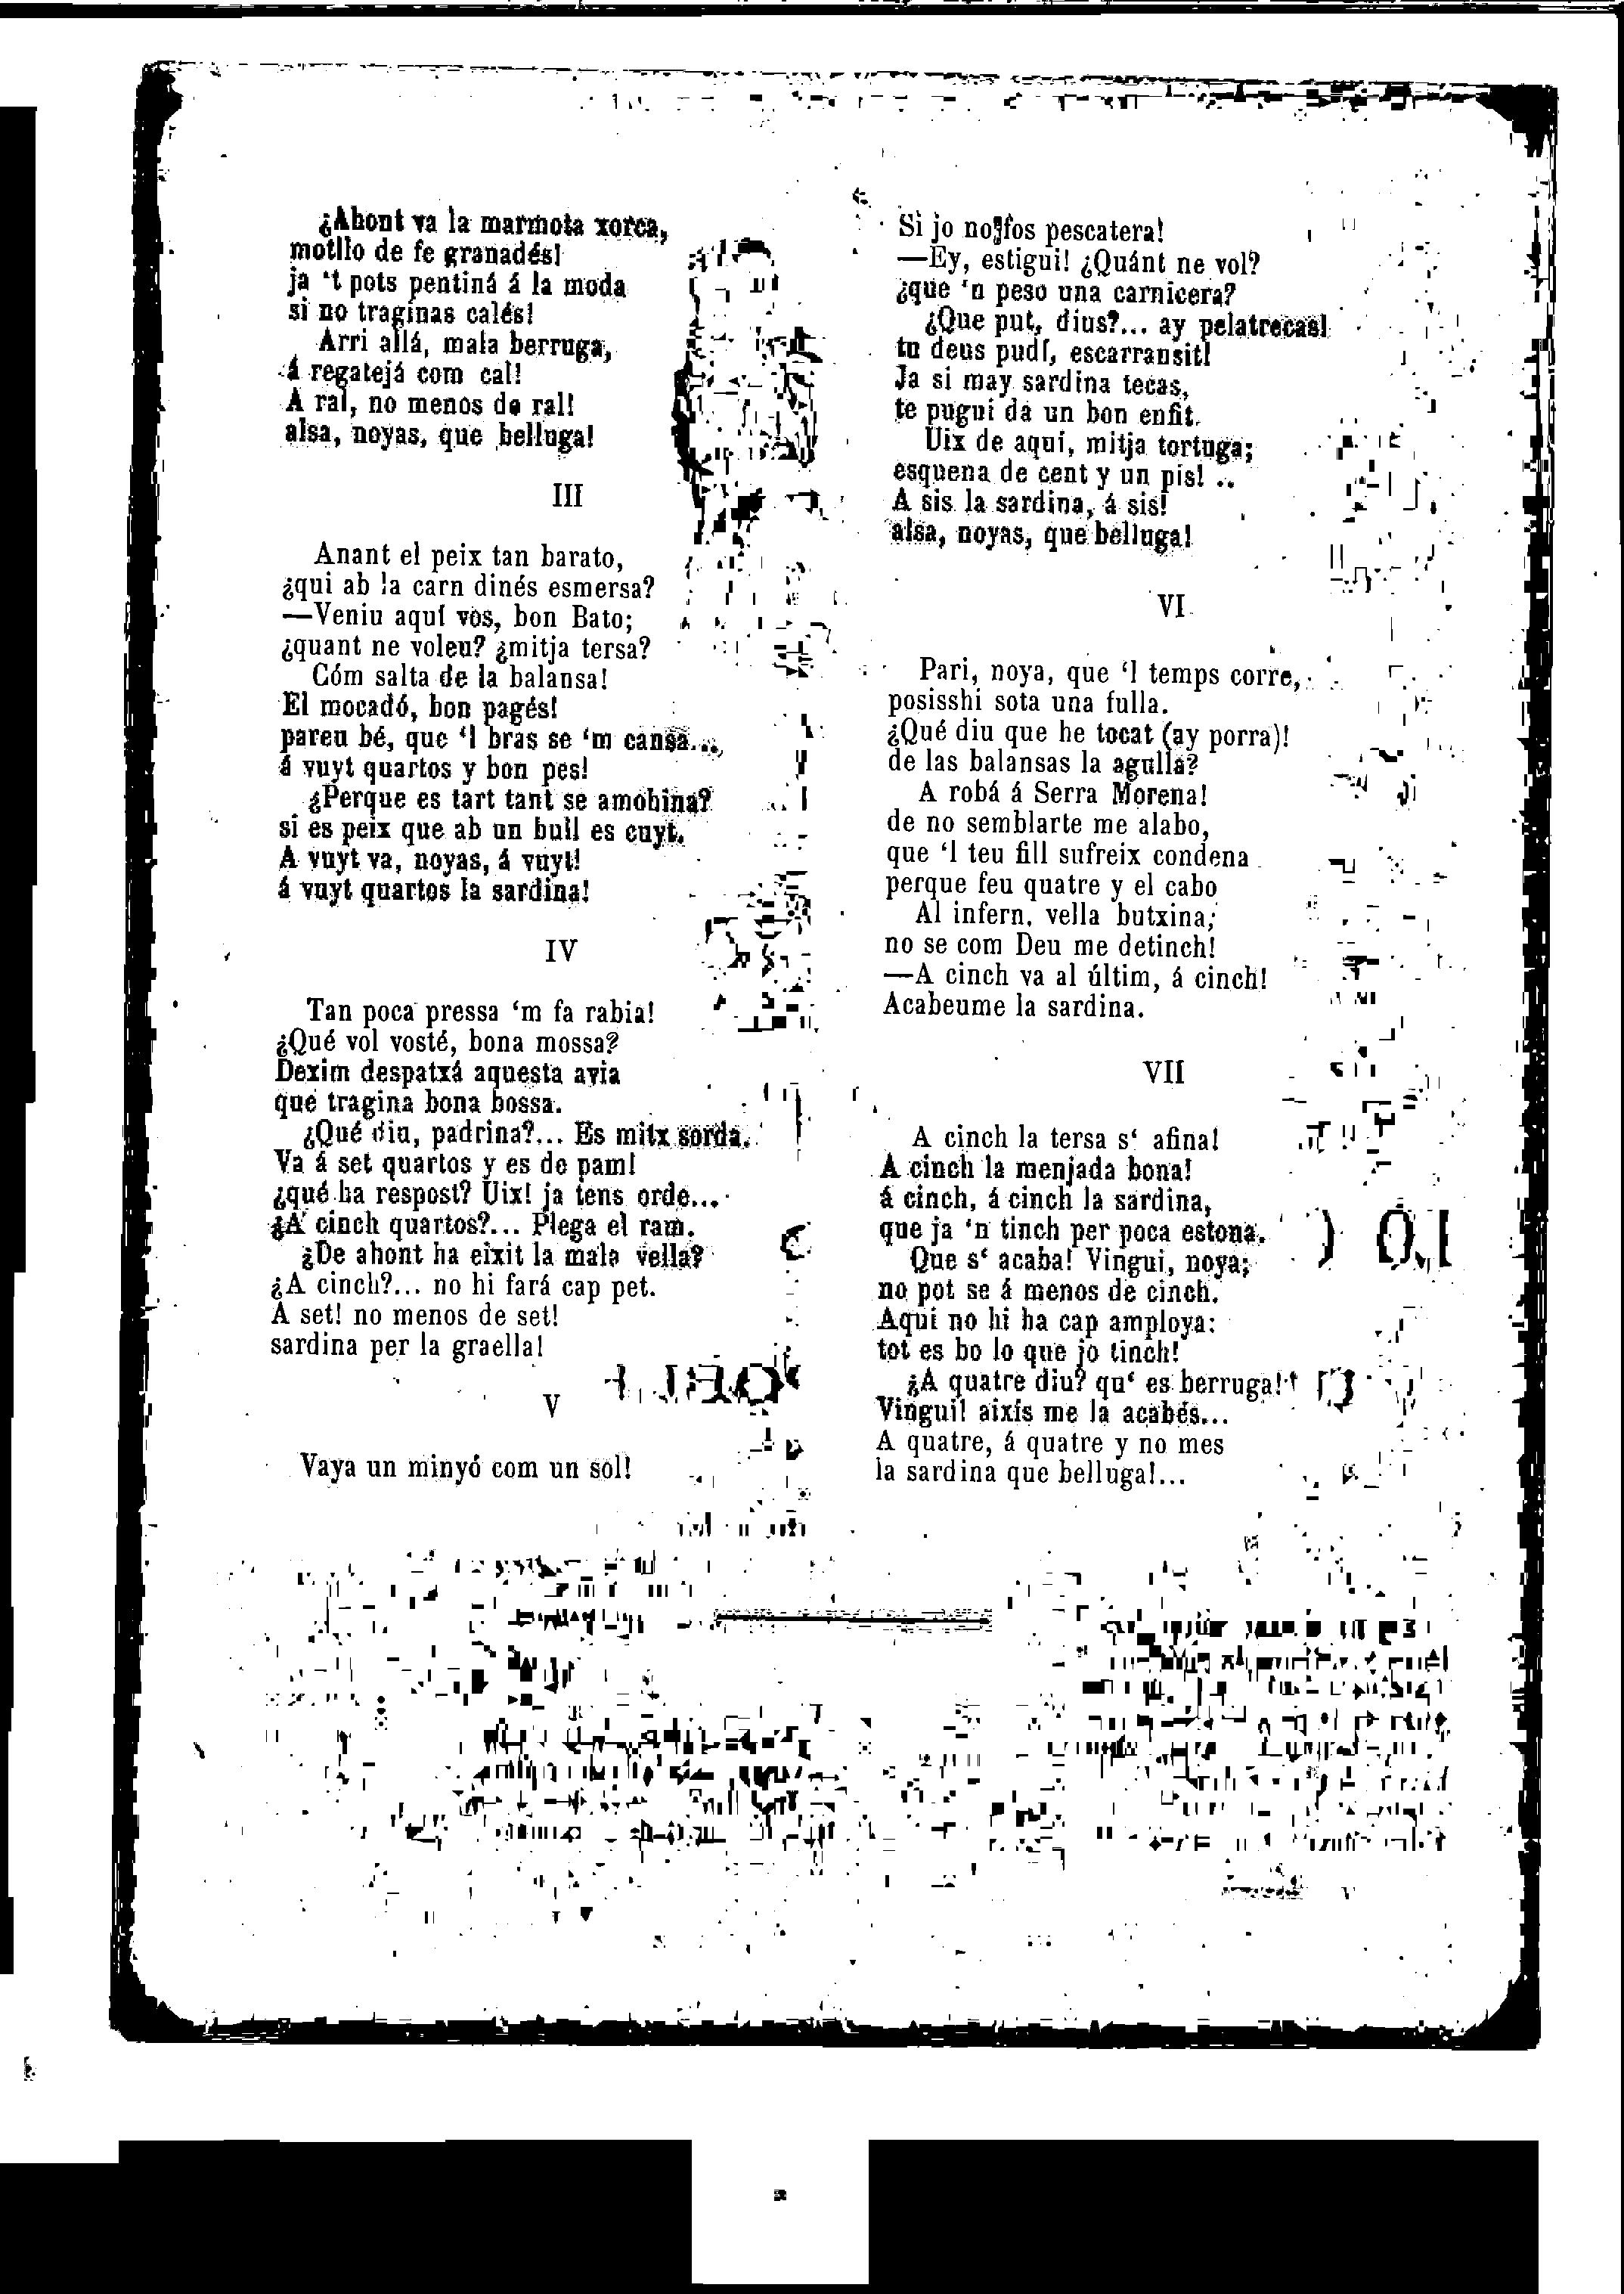 ¿Ahont va la marmota xorca,
motllo de fe granadés!
ja ‘t pots pentiná á la moda
si no traginas calés!
Arri allá, mala berruga,
á regatejá com cal!
A ral, no menos de ral!
alsa, noyas, que belluga!
III
Anant el peix tan barato,
¿qui ab la carn dinés esmersa?
—Veniu aquí vos, bon Bato;
¿quant ne voleu? ¿mitja tersa?
Cóm salta de la balansa!
El mocadó, bon pagés!
pareu bé, que ‘l bras se ‘m cansa...
á vuyt quartos y bon pes!
¿Perque es tart tant se amohina?
si es peix que ab un bull es cuyt.
A vuyt va, noyas, á vuyt!
á vuyt quartos la sardina!
IV
Tan poca pressa ‘m fa rabia!
¿Qué vol vosté, bona mossa?
Dexim despatxá aquesta avia
que tragina bona bossa.
¿Qué diu, padrina?... Es mitx sorda.
Va á set quartos y es de pam!
¿qué ha respost? Uix! ja tens orde...
¿A cinch quartos?... Plega el ram.
¿De ahont ha eixit la mala vella?
¿A cinch?... no hi fará cap pet.
A set! no menos de set!
sardina per la graella!
V
Vaya un minyó com un sol!
Si jo no fos pescatera!
—Ey, estigui! ¿Quánt ne vol?
¿que ‘n peso una carnicera?
¿Que put, dius?... ay pelatrecas!
tu deus pudí, escarransit!
Ja si may sardina tecas,
te pugui da un bon enfit.
Uix de aquí, mitja tortuga;
esquena de cent y un pis! ..
A sis la sardina, á sis!
alsa, noyas, que belluga!
VI
Pari, noya, que ‘l temps corre,
posisshi sota una fulla.
¿Qué diu que he tocat (ay porra)!
de las balansas la agulla?
A robá á Serra Morena!
de no semblarte me alabo,
que ‘l teu fill sufreix condena
perque feu quatre y el cabo
Al infern, vella butxina;
no se com Deu me detinch!
—A cinch va al últim, á cinch!
Acabeume la sardina.
VII
A cinch la tersa s‘ afina!
A cinch la menjada bona!
á cinch, á cinch la sardina,
que ja ‘n tinch per poca estona.
Que s‘ acaba! Vingui, noya;
no pot se á menos de cinch.
Aqui no hi ha cap amploya:
tot es bo lo que jo tinch!
¿A quatre diu? qu‘ es berruga!
Vingui! aixís me la acabés...
A quatre, á quatre y no mes
la sardina que belluga!...